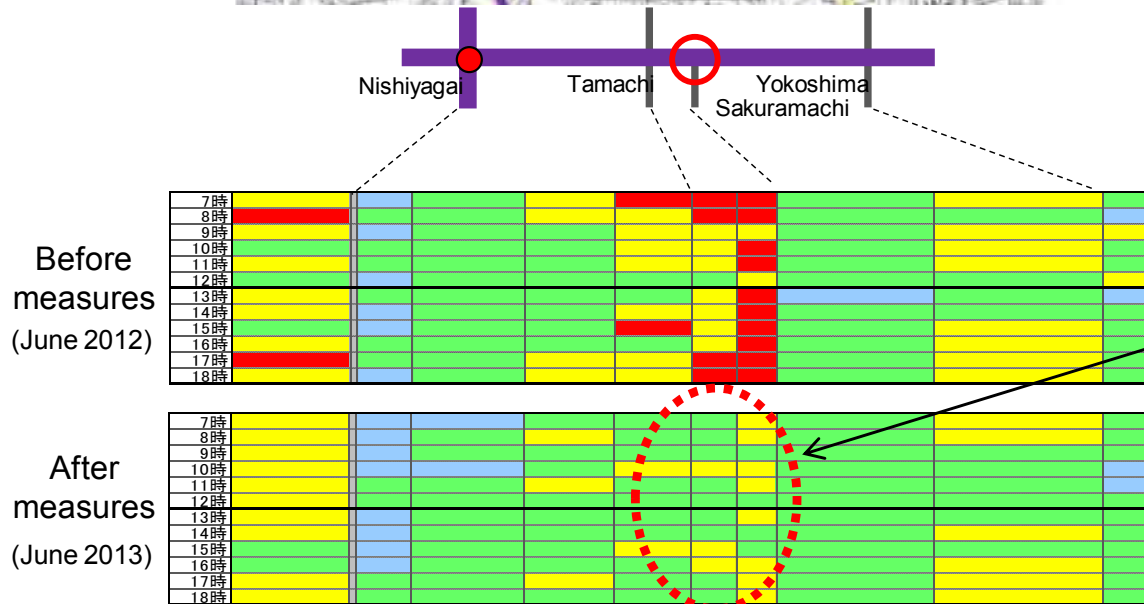 Nishiyagai
Tamachi
Yokoshima
Sakuramachi
Before
measures
(June 2012)
7時
8時
9時
10時
11時
12時
13時
14時
15時
16時
17時
18時
After
measures
(June 2013)
7時
8時
9時
10時
11時
12時
13時
14時
15時
16時
17時
18時